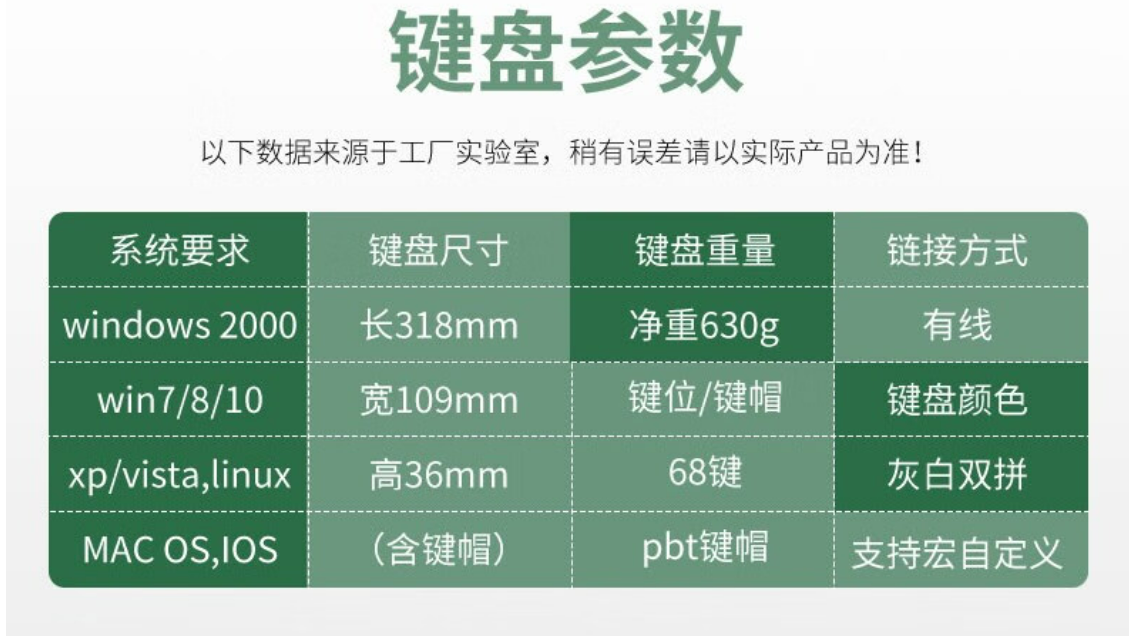 键盘参数
以下数据来源于工厂实验室，稍有误差请以实际产品为准！
系统要求 键盘尺寸 键盘重量 链接方式
windows 2000 长318mm 净重630g 有线
win7/8/10 宽109mm 键位/键帽 键盘颜色
xp/vista,linux 高36mm 68键 灰白双拼
MAC OS,IOS （含键帽） pbt键帽 支持宏自定义